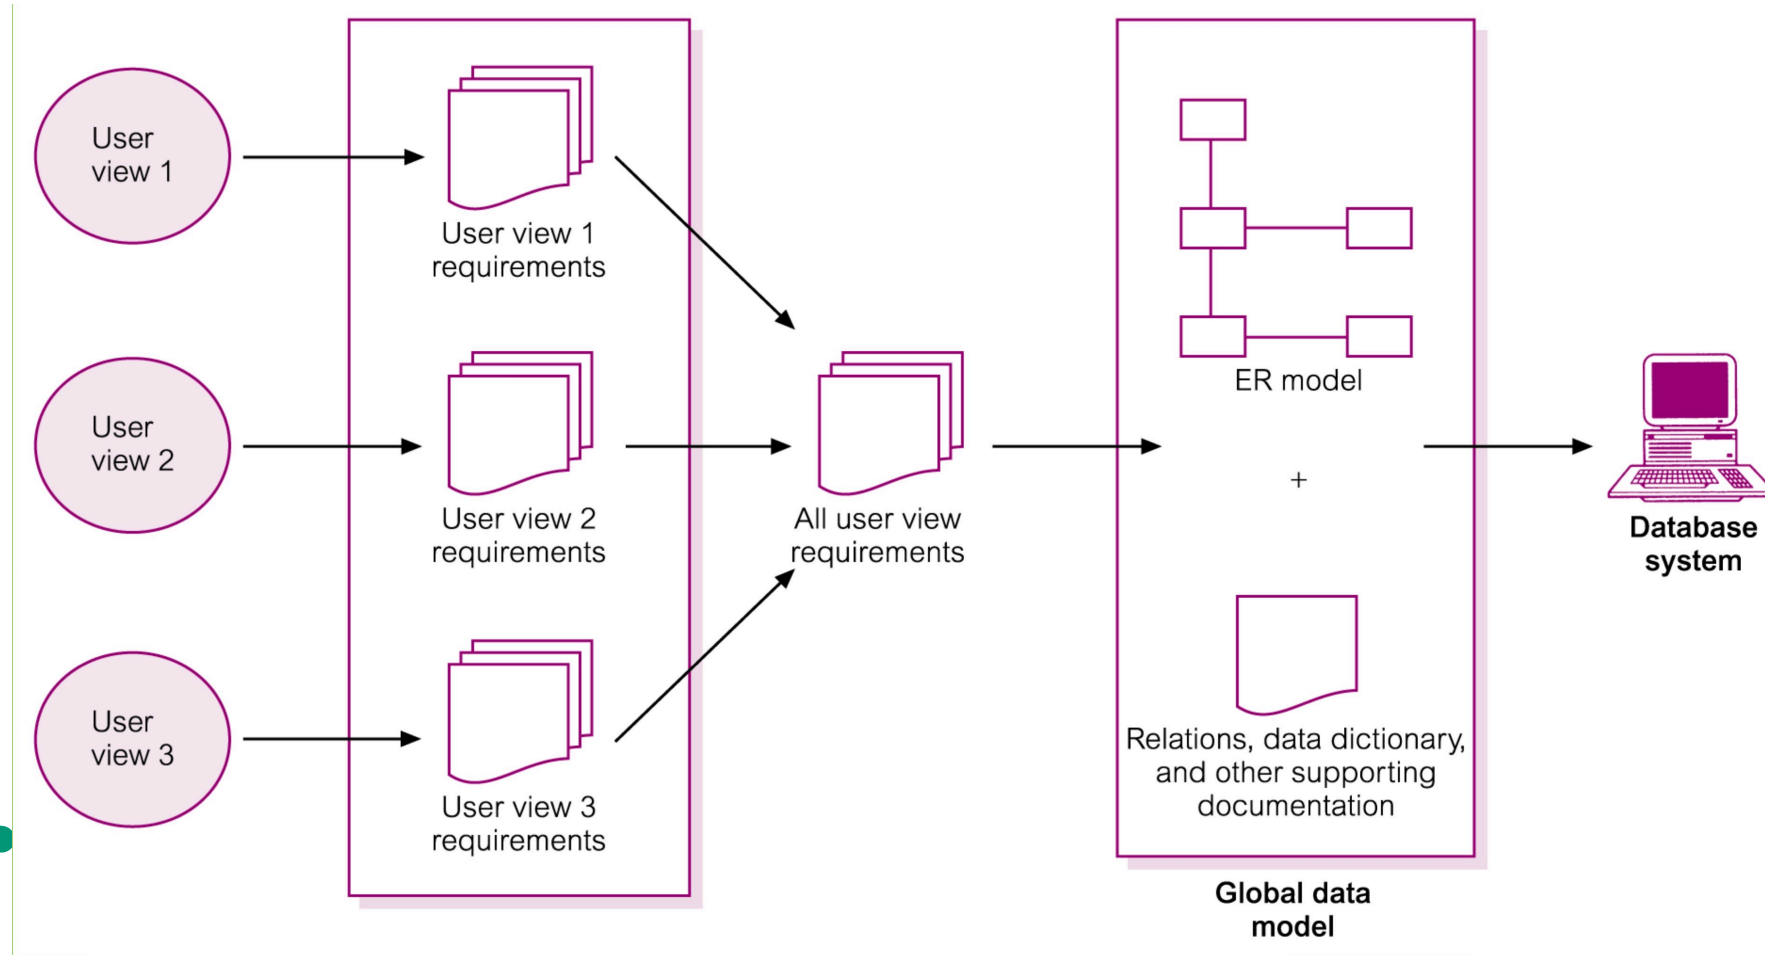 User
view 1
User view 1
requirements
User
view 2
User view 2
requirements
User
view 3
User view 3
requirements
All user view
requirements
ER model
+
Relations, data dictionary,
and other supporting
documentation
Global data
model
Database
system